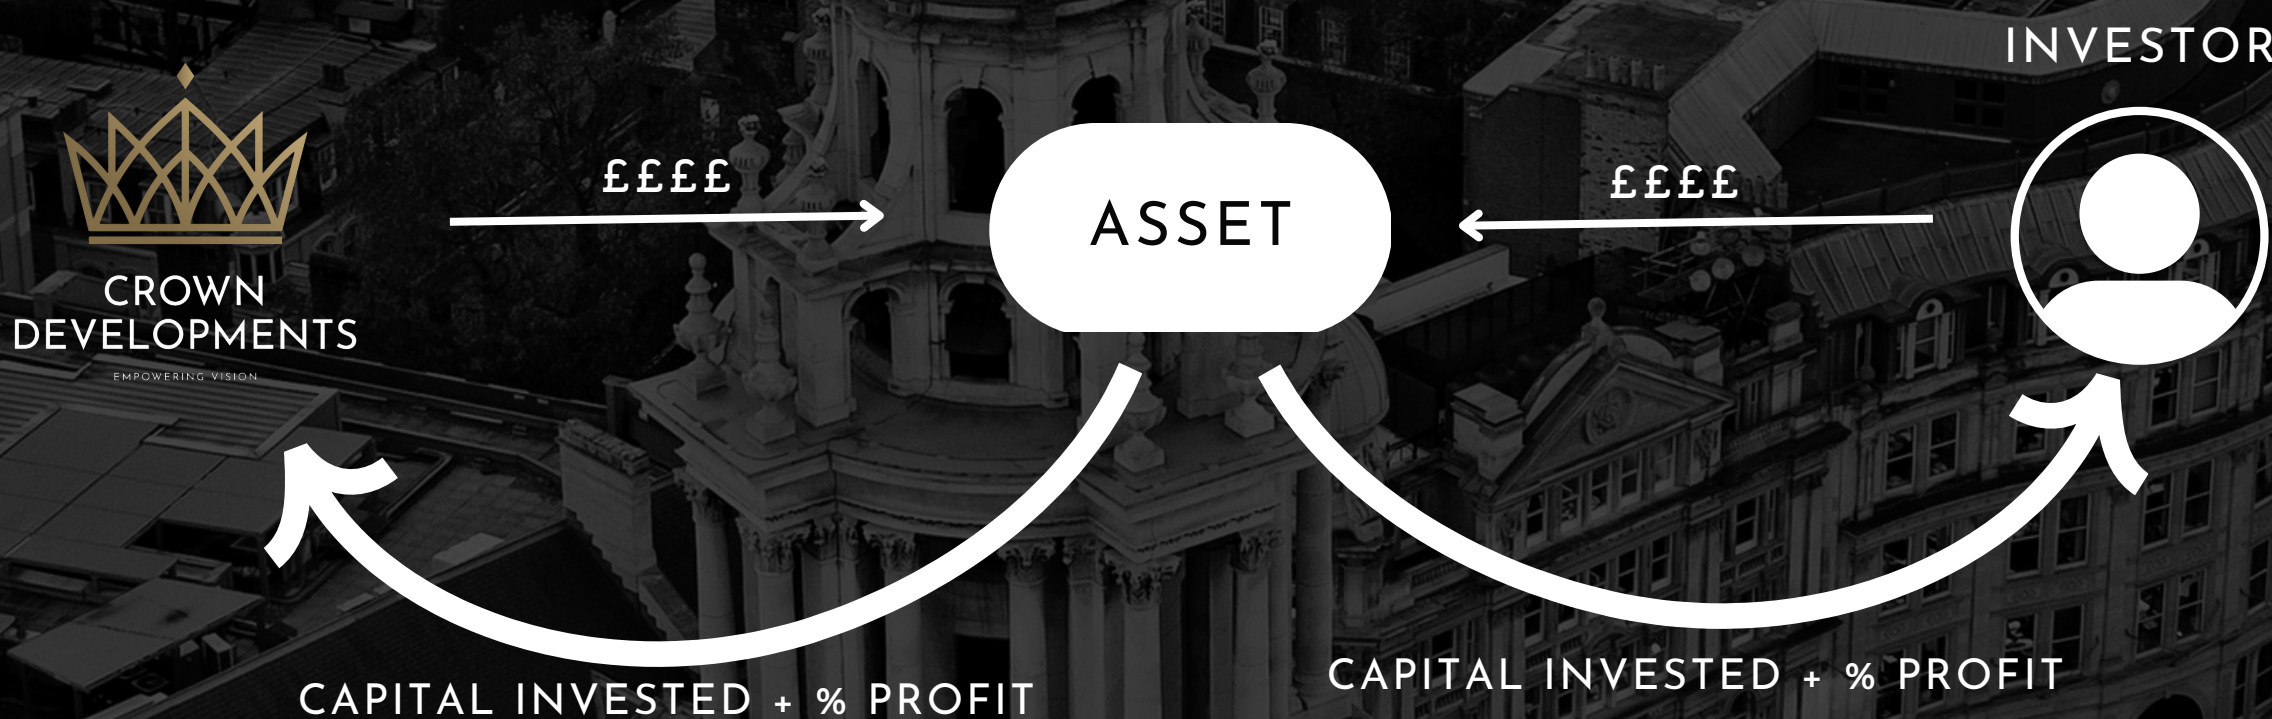 INVESTOR
££££
££££
ASSET
CROWN
DEVELOPMENTS
EMPOWERING VISION
CAPITAL INVESTED + % PROFIT
CAPITAL INVESTED + % PROFIT